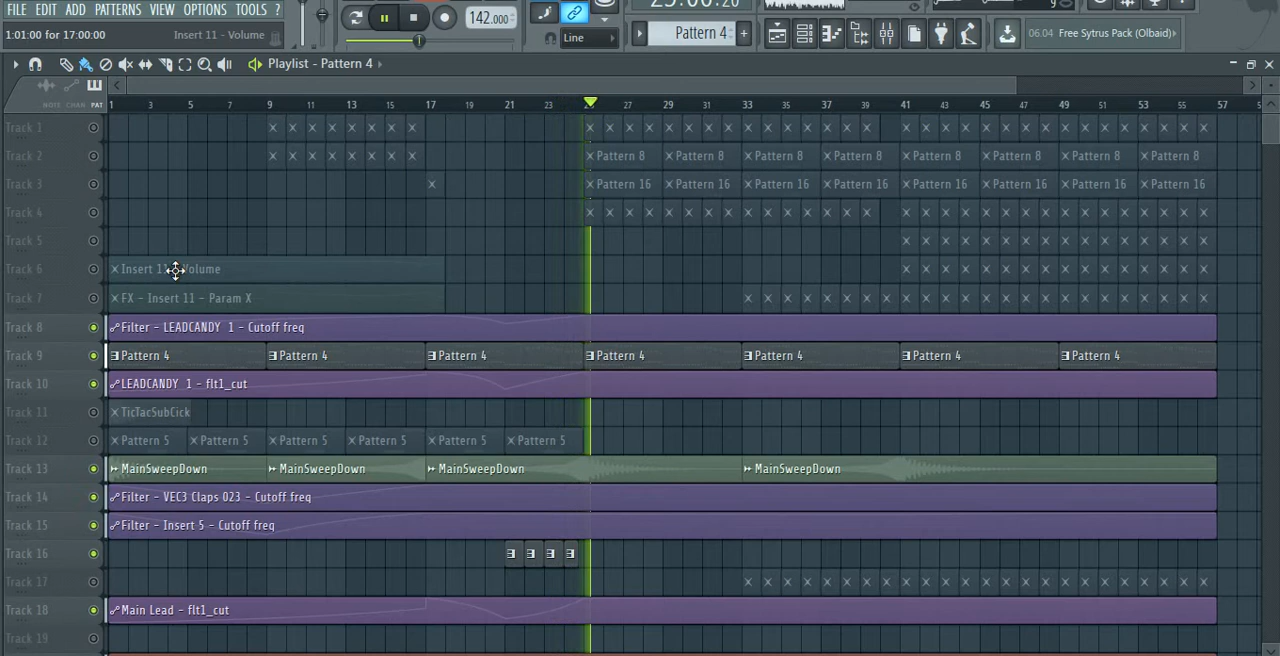 FILE EDIT ADD PATTERNS VIEW OPTIONS TOOLS ?
1:01:00 for 17:00:00 Insert 11 - Volume
142.000
Line
Pattern 4
06.04 Free Sytrus Pack (Olbaid)
Playlist - Pattern 4
NOTE CHAN PAT
1 3 5 7 9 11 13 15 17 19 21 23 27 29 31 33 35 37 39 41 43 45 47 49 51 53 55 57
Track 1
Track 2 Pattern 8 Pattern 8 Pattern 8 Pattern 8 Pattern 8 Pattern 8 Pattern 8 Pattern 8
Track 3 Pattern 16 Pattern 16 Pattern 16 Pattern 16 Pattern 16 Pattern 16 Pattern 16 Pattern 16
Track 4
Track 5
Track 6 Insert 11 Volume
Track 7 FX - Insert 11 - Param X
Track 8 Filter - LEADCANDY 1 - Cutoff freq
Track 9 Pattern 4 Pattern 4 Pattern 4 Pattern 4 Pattern 4 Pattern 4 Pattern 4
Track 10 LEADCANDY 1 - flt1_cut
Track 11 TicTacSubCick
Track 12 Pattern 5 Pattern 5 Pattern 5 Pattern 5 Pattern 5 Pattern 5
Track 13 MainSweepDown MainSweepDown MainSweepDown MainSweepDown
Track 14 Filter - VEC3 Claps 023 - Cutoff freq
Track 15 Filter - Insert 5 - Cutoff freq
Track 16
Track 17
Track 18 Main Lead - flt1_cut
Track 19